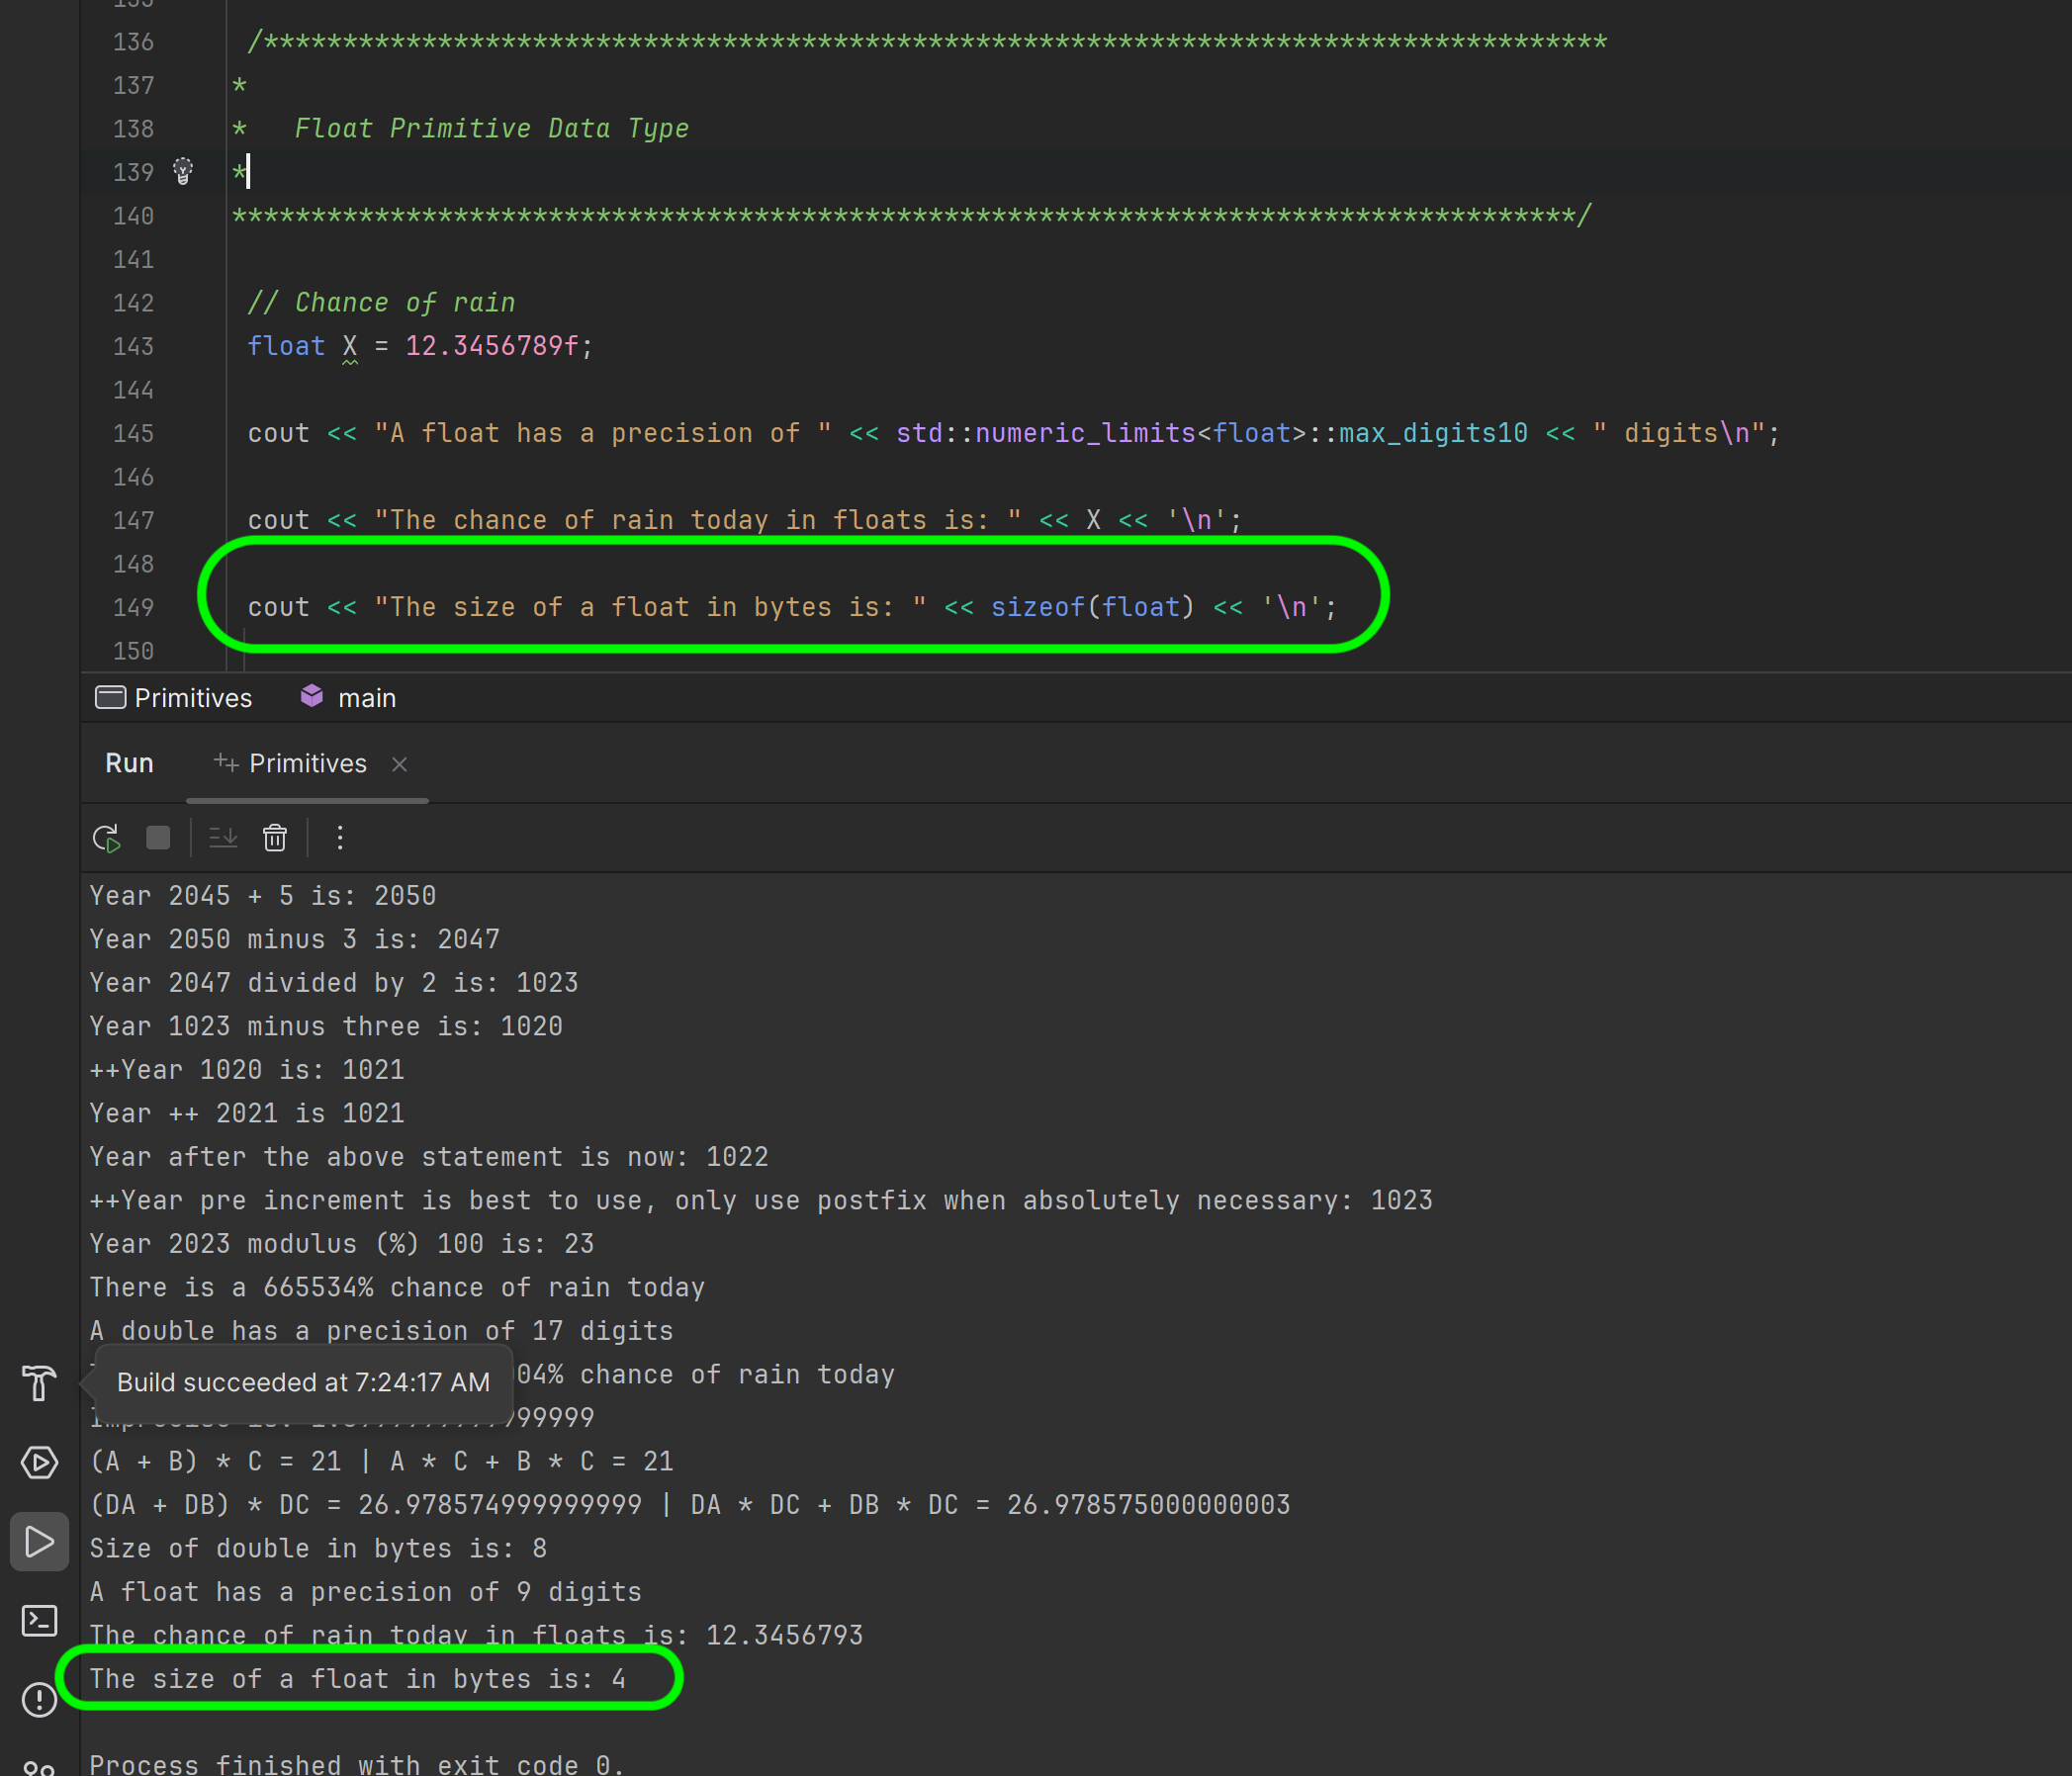 136 /*************************************************************************************
137 *
138 * Float Primitive Data Type
139 *
140 *************************************************************************************/
141
142 // Chance of rain
143 float X = 12.3456789f;
144
145 cout << "A float has a precision of " << std::numeric_limits<float>::max_digits10 << " digits\n";
146
147 cout << "The chance of rain today in floats is: " << X << '\n';
148
149 cout << "The size of a float in bytes is: " << sizeof(float) << '\n';
150
Primitives main
Run Primitives
Year 2045 + 5 is: 2050
Year 2050 minus 3 is: 2047
Year 2047 divided by 2 is: 1023
Year 1023 minus three is: 1020
++Year 1020 is: 1021
Year ++ 2021 is 1021
Year after the above statement is now: 1022
++Year pre increment is best to use, only use postfix when absolutely necessary: 1023
Year 2023 modulus (%) 100 is: 23
There is a 665534% chance of rain today
A double has a precision of 17 digits
04% chance of rain today
Build succeeded at 7:24:17 AM
99999
(A + B) * C = 21 | A * C + B * C = 21
(DA + DB) * DC = 26.978574999999999 | DA * DC + DB * DC = 26.978575000000003
Size of double in bytes is: 8
A float has a precision of 9 digits
The chance of rain today in floats is: 12.3456793
The size of a float in bytes is: 4
Process finished with exit code 0.